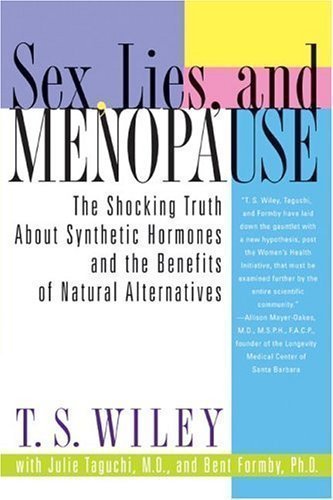 Sex, Lies, and
MENOPAUSE
The Shocking Truth
About Synthetic Hormones
and the Benefits
of Natural Alternatives
"T. S. Wiley, Taguchi,
and Formby have laid
down the gauntlet with
a new hypothesis, post
the Women's Health
Initiative, that must be
examined further by the
entire scientific
community."
—Allison Mayer-Oakes,
M.D., M.S.P.H., F.A.C.P.,
founder of the Longevity
Medical Center of
Santa Barbara
T. S. WILEY
with Julie Taguchi, M.D., and Bent Formby, Ph.D.